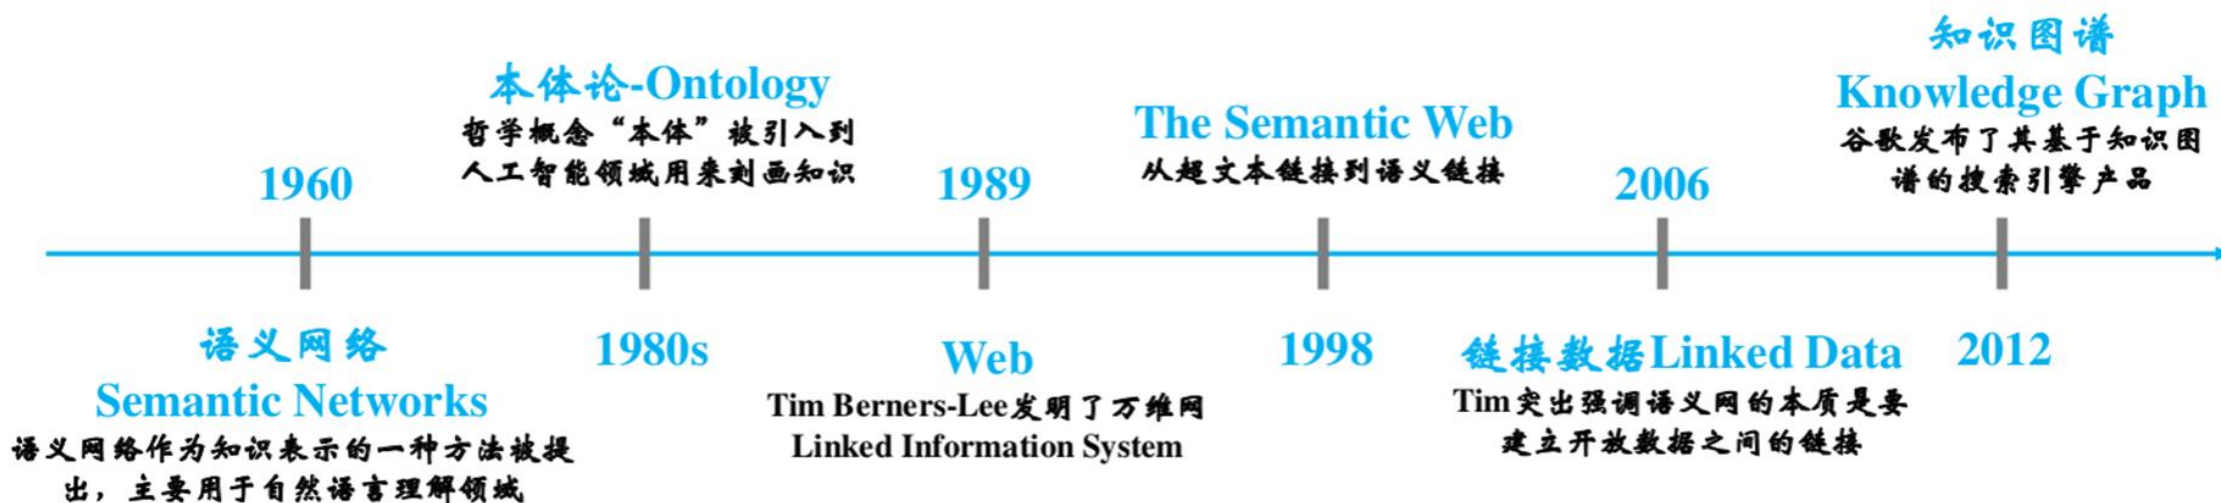 1960
语义网络
Semantic Networks
语义网络作为知识表示的一种方法被提
出，主要用于自然语言理解领域
本体论-Ontology
哲学概念“本体”被引入到
人工智能领域用来刻画知识
1980s
1989
Web
Tim Berners-Lee发明了万维网
Linked Information System
The Semantic Web
从超文本链接到语义链接
1998
2006
链接数据Linked Data
Tim突出强调语义网的本质是要
建立开放数据之间的链接
知识图谱
Knowledge Graph
谷歌发布了其基于知识图
谱的搜索引擎产品
2012